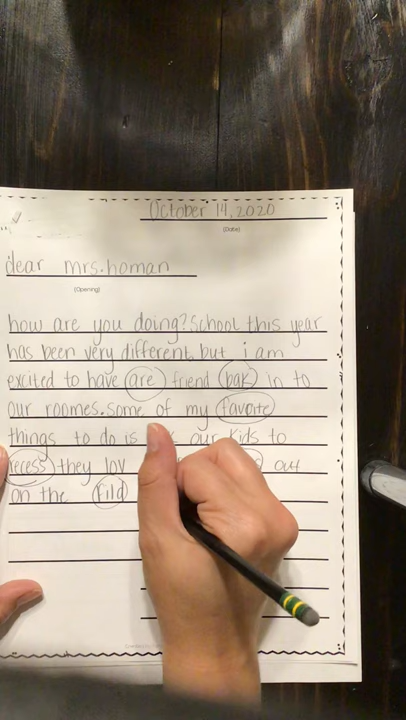 October 14, 2020
(Date)
dear mrs. homan
(Opening)
how are you doing? School this year
has been very different. but i am
excited to have are friend bak in to
our roomes. some of my favorite
things to do is our kids to
recess they lov out
on the fild